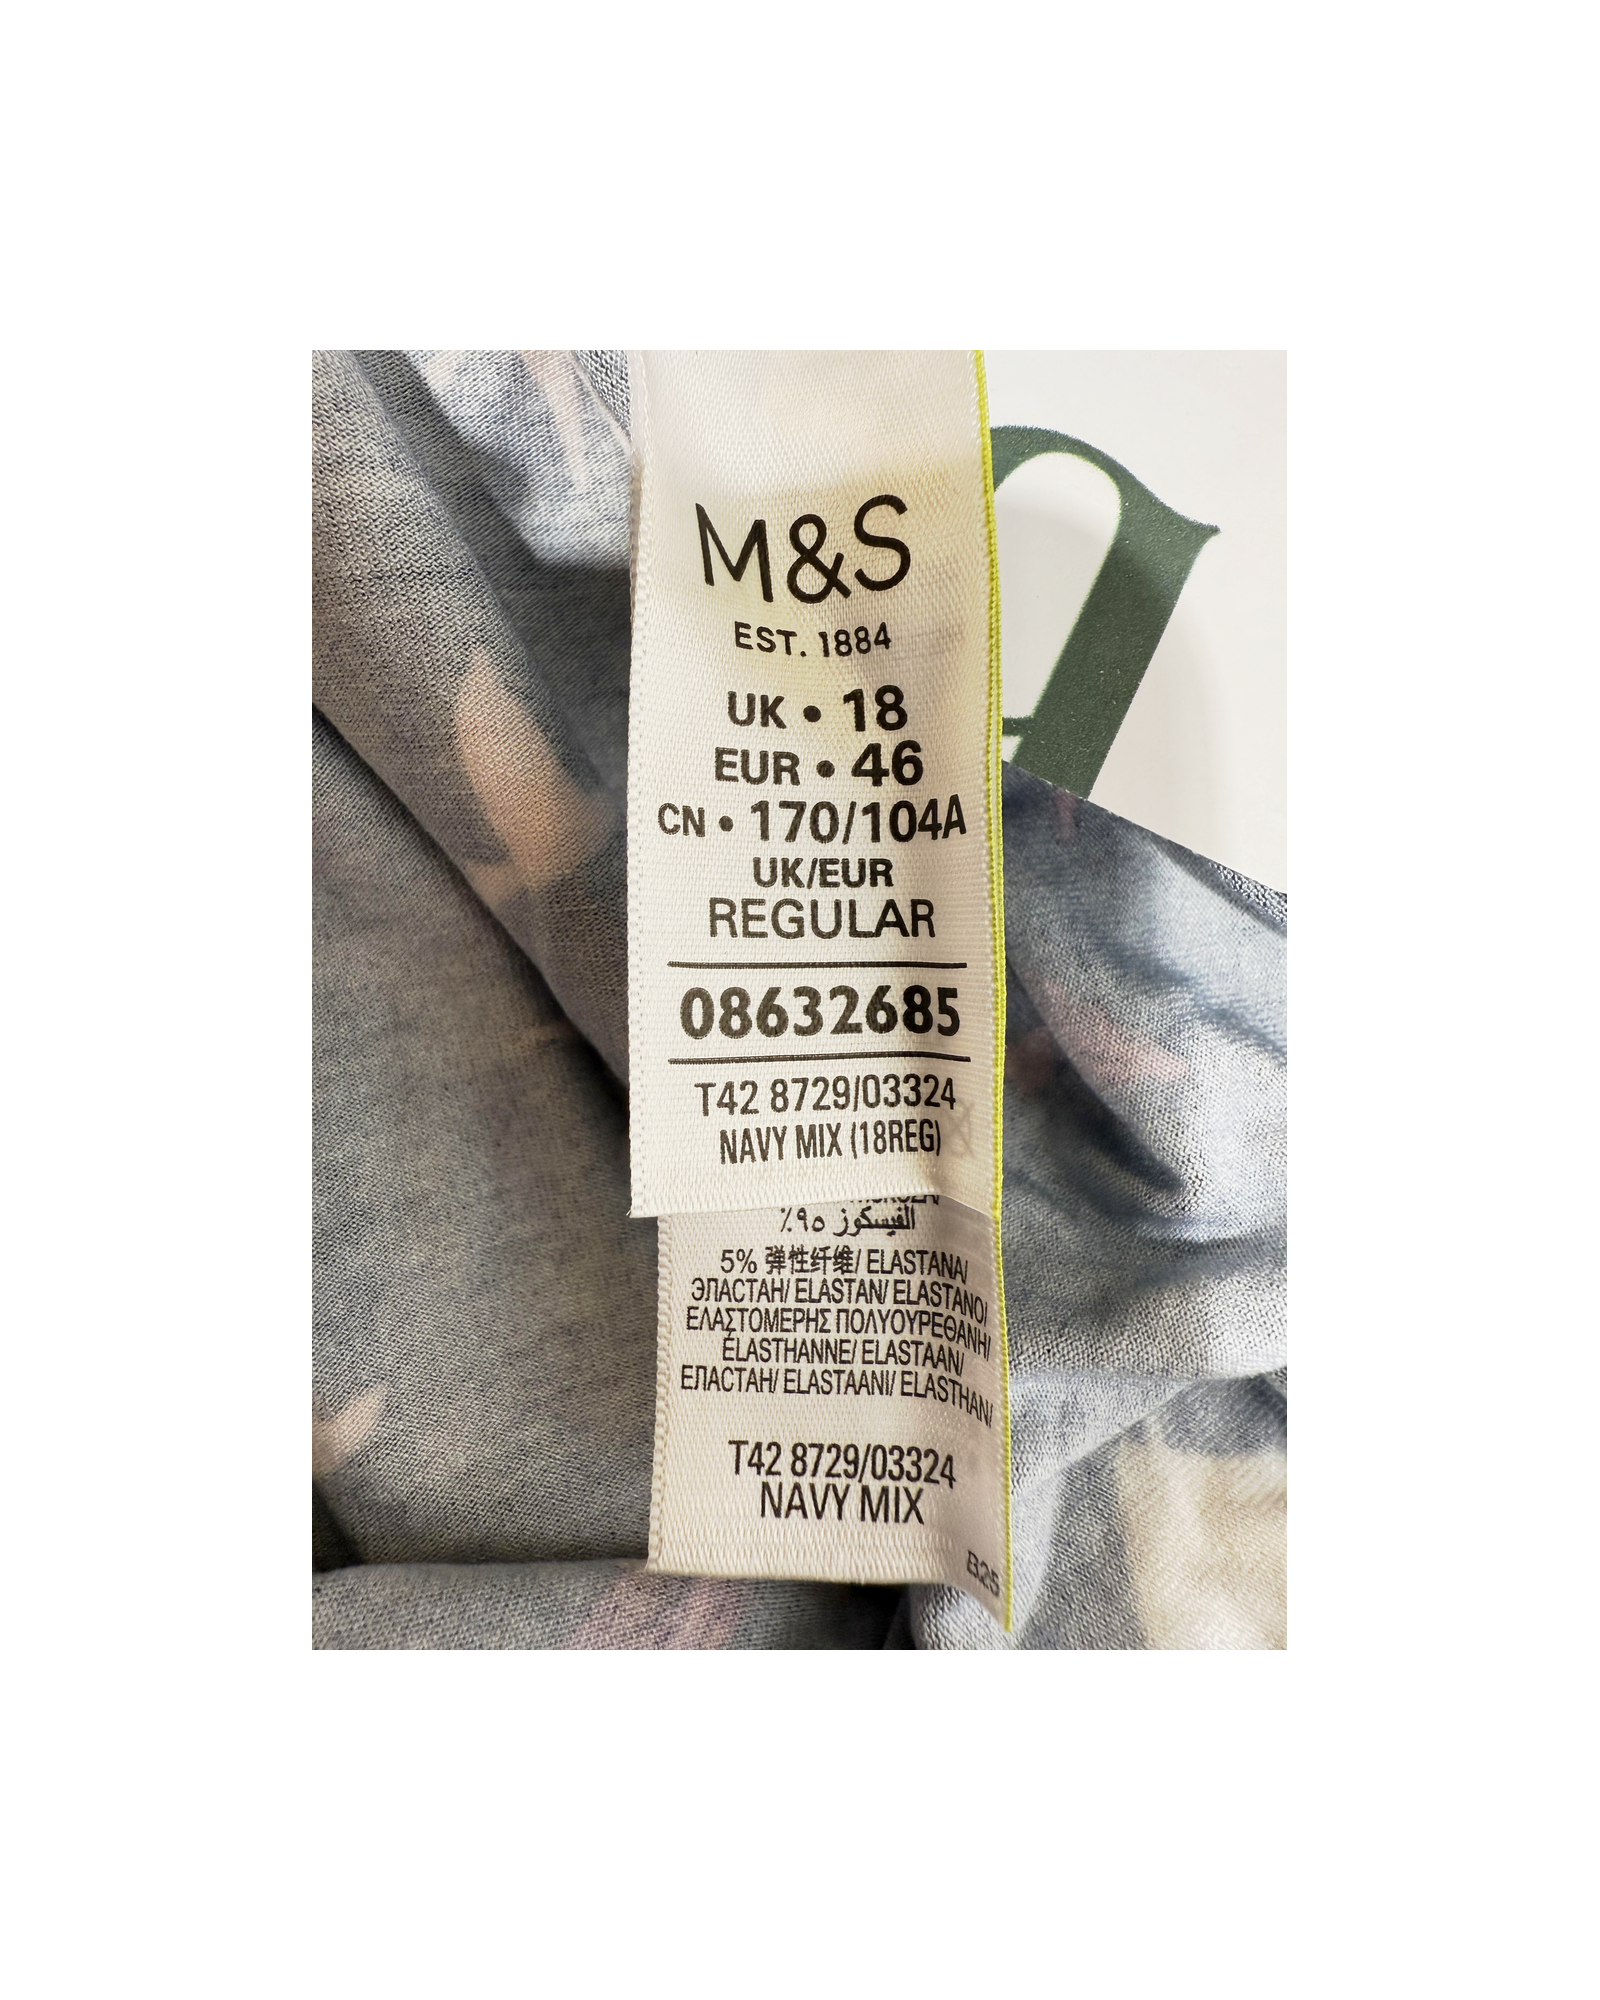 M&S
EST. 1884
UK • 18
EUR • 46
CN • 170/104A
UK/EUR
REGULAR
08632685
T42 8729/03324
NAVY MIX (18REG)
الفيسكوز ٩٥٪
5% 弹性纤维/ ELASTANA/
ЭЛАСТАН/ ELASTAN/ ELASTANO/
ΕΛΑΣΤΟΜΕΡΗΣ ΠΟΛΥΟΥΡΕΘΑΝΗ/
ÉLASTHANNE/ ELASTAAN/
ЕЛАСТАН/ ELASTAANI/ ELASTHAN/
T42 8729/03324
NAVY MIX
B25